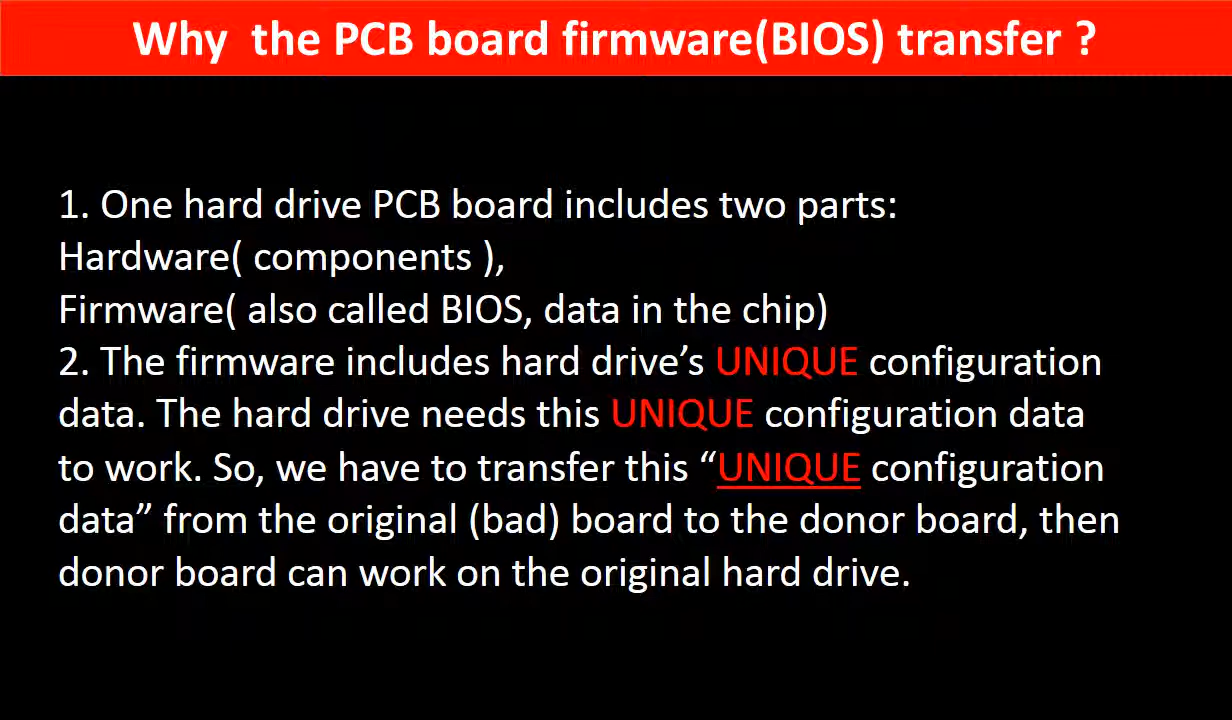 Why  the PCB board firmware(BIOS) transfer ?
1. One hard drive PCB board includes two parts:
Hardware( components ),
Firmware( also called BIOS, data in the chip)
2. The firmware includes hard drive’s UNIQUE configuration
data. The hard drive needs this UNIQUE configuration data
to work. So, we have to transfer this “UNIQUE configuration
data” from the original (bad) board to the donor board, then
donor board can work on the original hard drive.